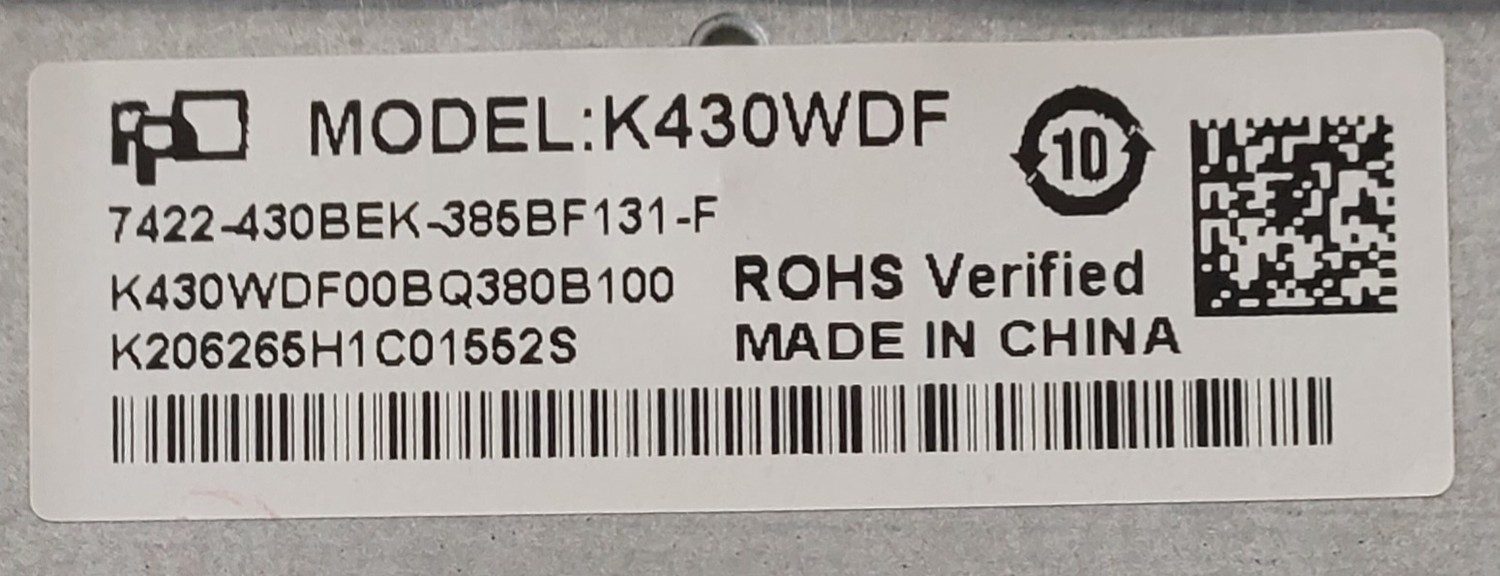 MODEL:K430WDF
10
7422-430BEK-385BF131-F
K430WDF00BQ380B100
ROHS Verified
K206265H1C01552S
MADE IN CHINA